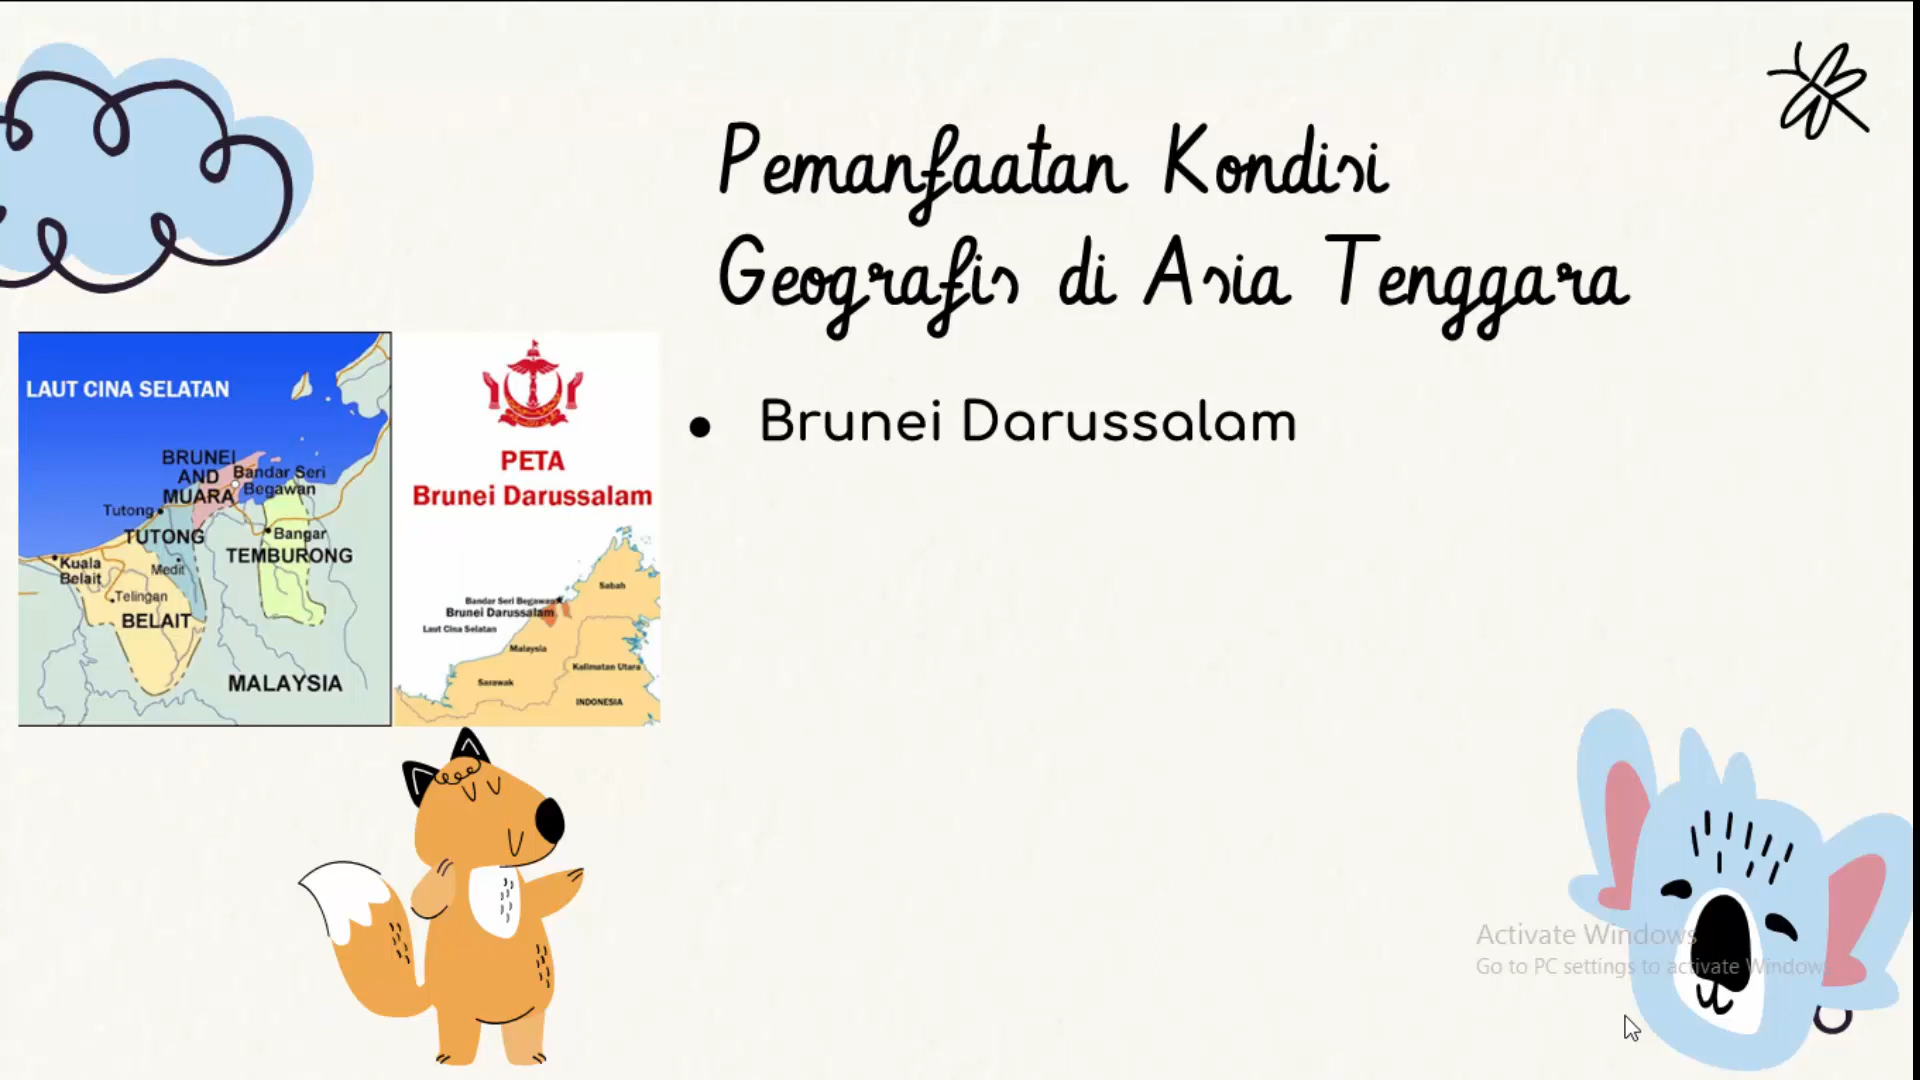 Pemanfaatan Kondisi
Geografis di Asia Tenggara
• Brunei Darussalam
LAUT CINA SELATAN
BRUNEI
AND
MUARA
Bandar Seri
Begawan
Tutong
TUTONG
Bangar
TEMBURONG
Kuala
Belait
Medit
Telingan
BELAIT
MALAYSIA
PETA
Brunei Darussalam
Sabah
Bandar Seri Begawan
Brunei Darussalam
Laut Cina Selatan
Malaysia
Kalimatan Utara
Sarawak
INDONESIA
Activate Windows
Go to PC settings to activate Windows